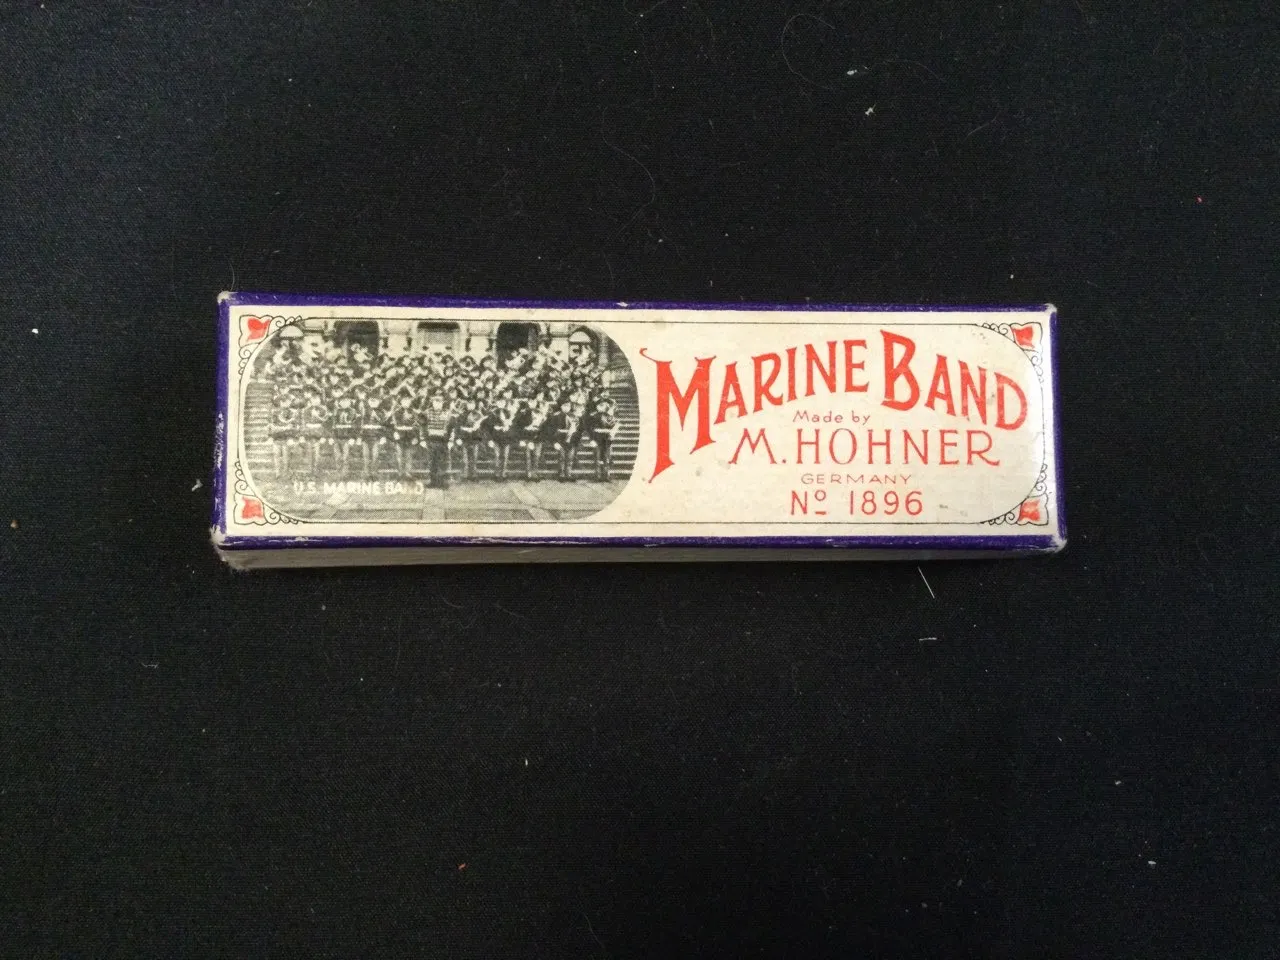 U.S. MARINE BAND
MARINE BAND
Made by
M. HOHNER
GERMANY
Nº 1896